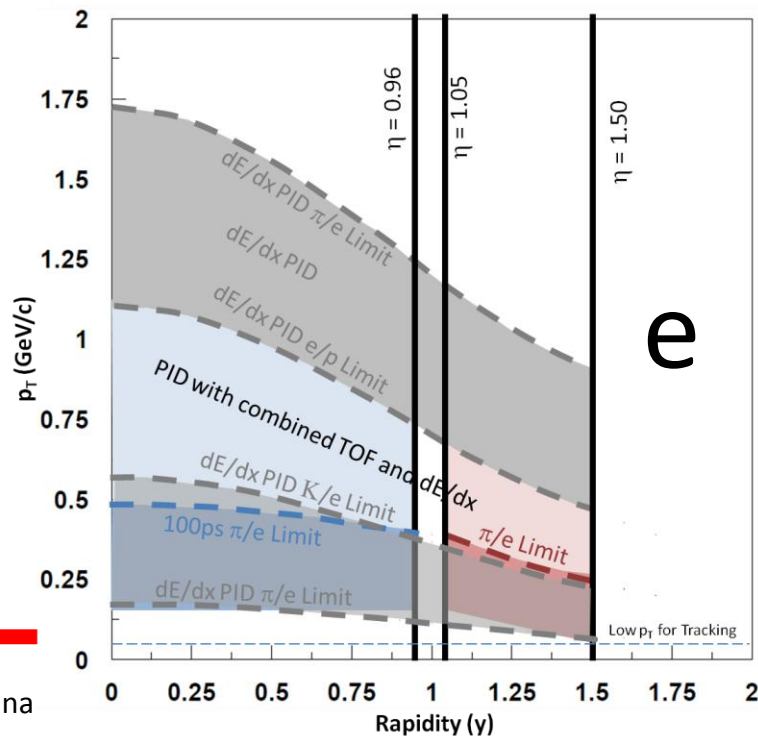 2
1.75
1.5
1.25
1
0.75
0.5
0.25
0
p_T (GeV/c)
η = 0.96
η = 1.05
η = 1.50
dE/dx PID π/e Limit
dE/dx PID
dE/dx PID e/p Limit
PID with combined TOF and dE/dx
dE/dx PID K/e Limit
100ps π/e Limit
dE/dx PID π/e Limit
π/e Limit
e
Low p_T for Tracking
0 0.25 0.5 0.75 1 1.25 1.5 1.75 2
Rapidity (y)
na